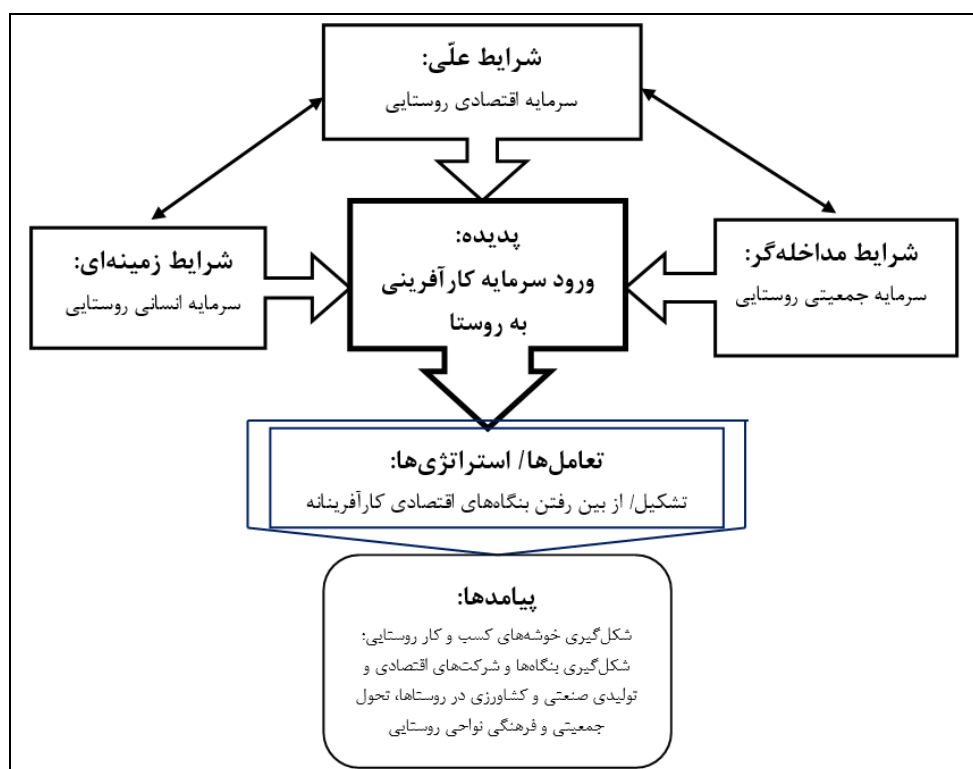 شرایط علّی:
سرمایه اقتصادی روستایی
شرایط مداخله‌گر:
سرمایه جمعیتی روستایی
پدیده:
ورود سرمایه کارآفرینی
به روستا
شرایط زمینه‌ای:
سرمایه انسانی روستایی
تعامل‌ها/ استراتژی‌ها:
تشکیل/ از بین رفتن بنگاه‌های اقتصادی کارآفرینانه
پیامدها:
شکل‌گیری خوشه‌های کسب و کار روستایی:
شکل‌گیری بنگاه‌ها و شرکت‌های اقتصادی و
تولیدی صنعتی و کشاورزی در روستاها، تحول
جمعیتی و فرهنگی نواحی روستایی